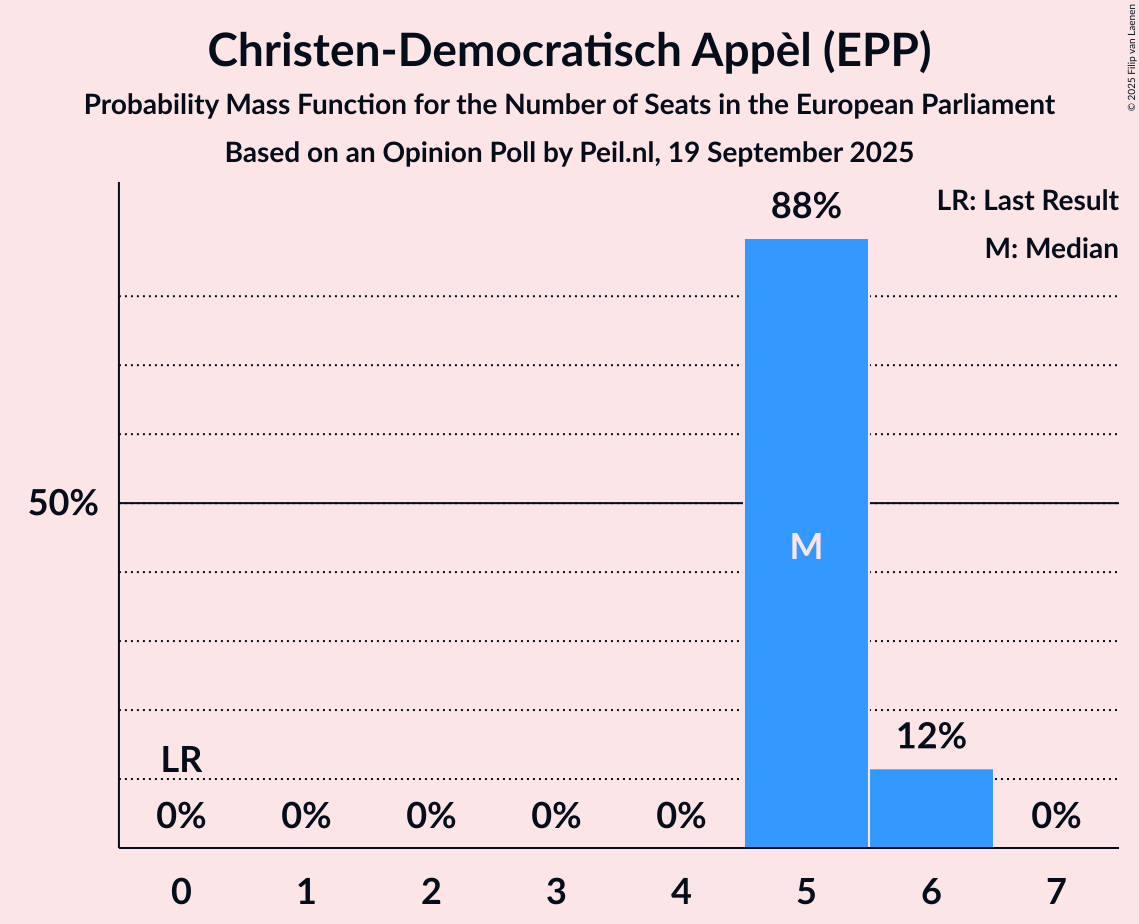 Christen-Democratisch Appèl (EPP)
Probability Mass Function for the Number of Seats in the European Parliament
Based on an Opinion Poll by Peil.nl, 19 September 2025
© 2025 Filip van Laenen
LR: Last Result
M: Median
88%
50%
M
12%
LR
0% 0% 0% 0% 0% 0%
0 1 2 3 4 5 6 7